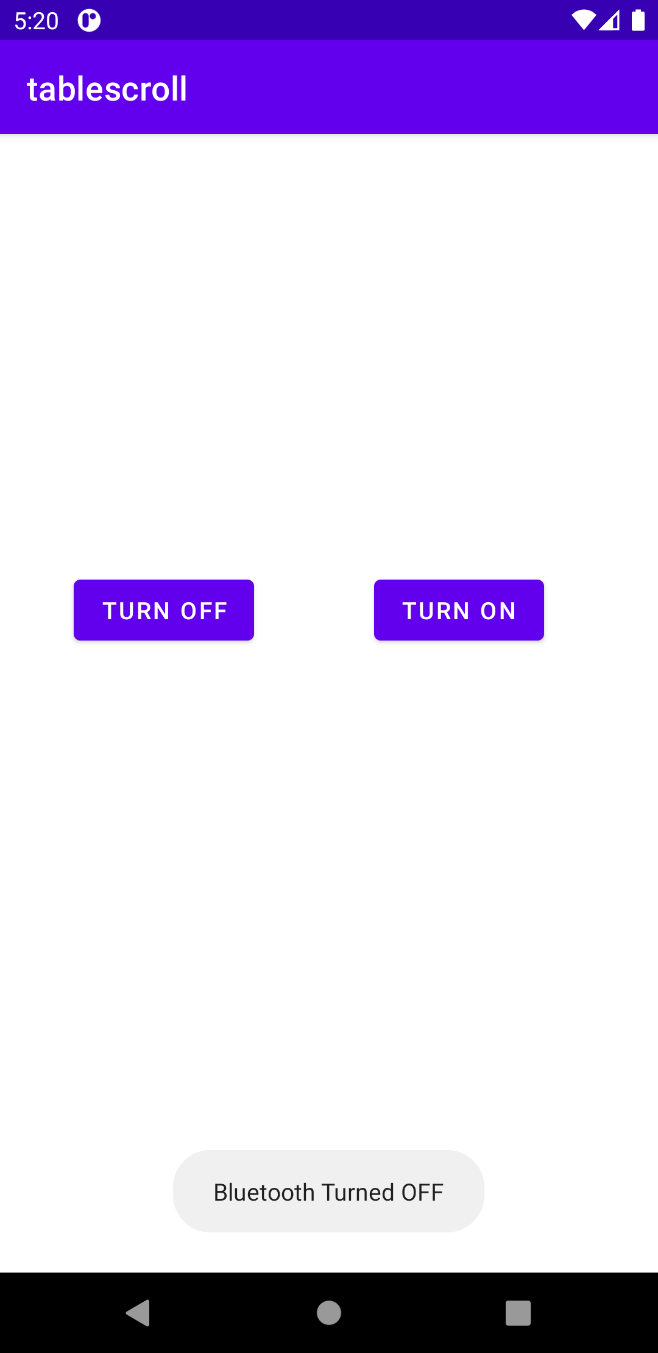 5:20
tablescroll
TURN OFF
TURN ON
Bluetooth Turned OFF